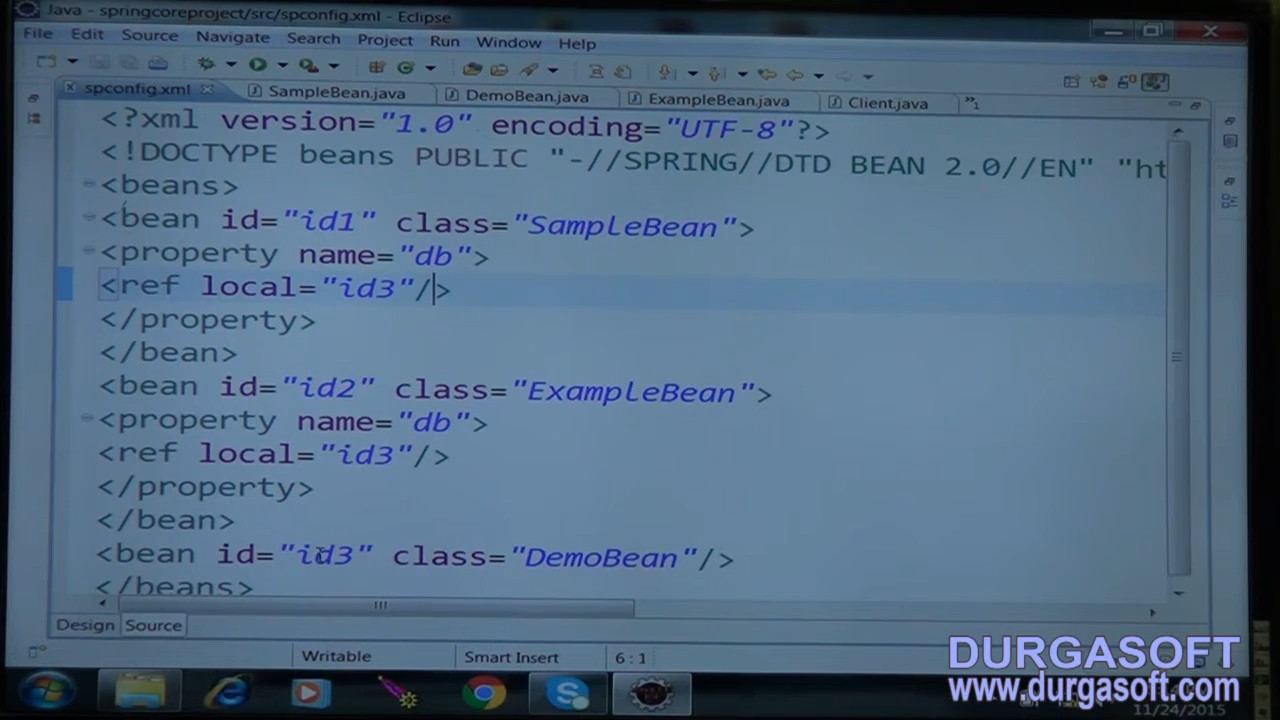 Java - springcoreproject/src/spconfig.xml - Eclipse
File Edit Source Navigate Search Project Run Window Help
spconfig.xml SampleBean.java DemoBean.java ExampleBean.java Client.java »1
<?xml version="1.0" encoding="UTF-8"?>
<!DOCTYPE beans PUBLIC "-//SPRING//DTD BEAN 2.0//EN" "ht
<beans>
<bean id="id1" class="SampleBean">
<property name="db">
<ref local="id3"/>
</property>
</bean>
<bean id="id2" class="ExampleBean">
<property name="db">
<ref local="id3"/>
</property>
</bean>
<bean id="id3" class="DemoBean"/>
</beans>
Design Source
Writable Smart Insert 6 : 1
DURGASOFT
www.durgasoft.com
11/24/2015